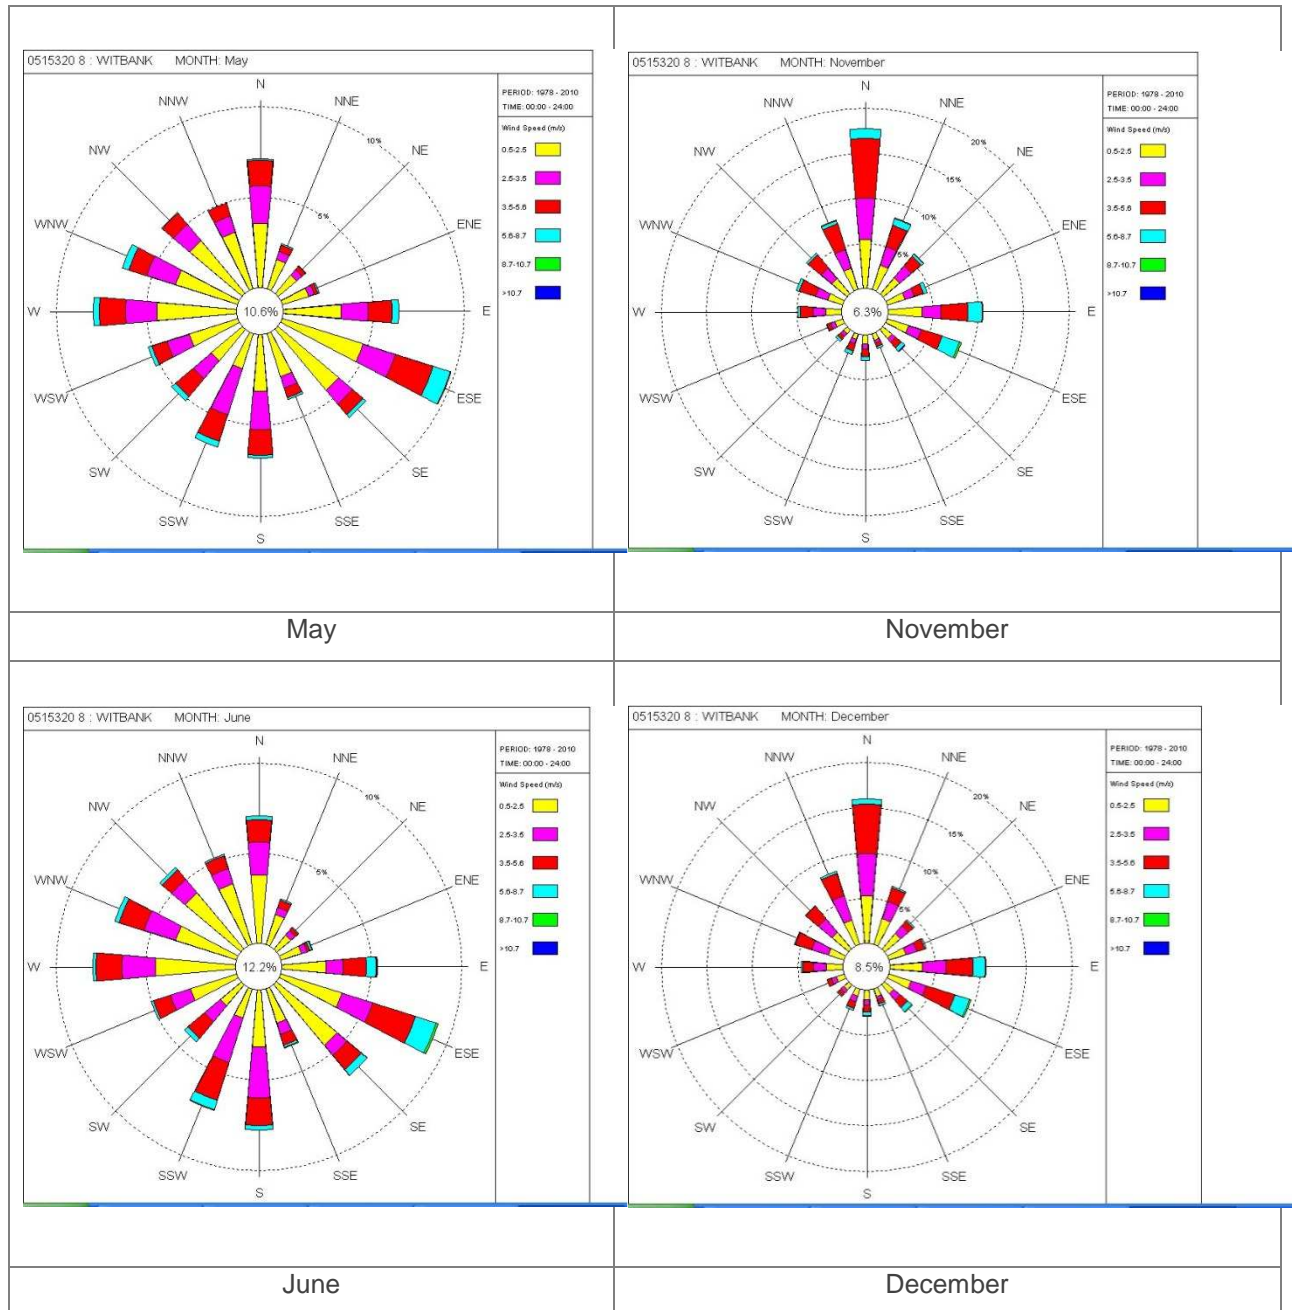 0515320 8 : WITBANK MONTH: May
PERIOD: 1978 - 2010
TIME: 00:00 - 24:00
Wind Speed (m/s)
0.5-2.5
2.5-3.5
3.5-5.6
5.6-8.7
8.7-10.7
>10.7
N
NNE
NE
ENE
E
ESE
SE
SSE
S
SSW
SW
WSW
W
WNW
NW
NNW
10%
5%
10.6%
0515320 8 : WITBANK MONTH: November
PERIOD: 1978 - 2010
TIME: 00:00 - 24:00
Wind Speed (m/s)
0.5-2.5
2.5-3.5
3.5-5.6
5.6-8.7
8.7-10.7
>10.7
N
NNE
NE
ENE
E
ESE
SE
SSE
S
SSW
SW
WSW
W
WNW
NW
NNW
20%
15%
10%
5%
6.3%
May
November
0515320 8 : WITBANK MONTH: June
PERIOD: 1978 - 2010
TIME: 00:00 - 24:00
Wind Speed (m/s)
0.5-2.5
2.5-3.5
3.5-5.6
5.6-8.7
8.7-10.7
>10.7
N
NNE
NE
ENE
E
ESE
SE
SSE
S
SSW
SW
WSW
W
WNW
NW
NNW
10%
5%
12.2%
0515320 8 : WITBANK MONTH: December
PERIOD: 1978 - 2010
TIME: 00:00 - 24:00
Wind Speed (m/s)
0.5-2.5
2.5-3.5
3.5-5.6
5.6-8.7
8.7-10.7
>10.7
N
NNE
NE
ENE
E
ESE
SE
SSE
S
SSW
SW
WSW
W
WNW
NW
NNW
20%
15%
10%
5%
8.5%
June
December